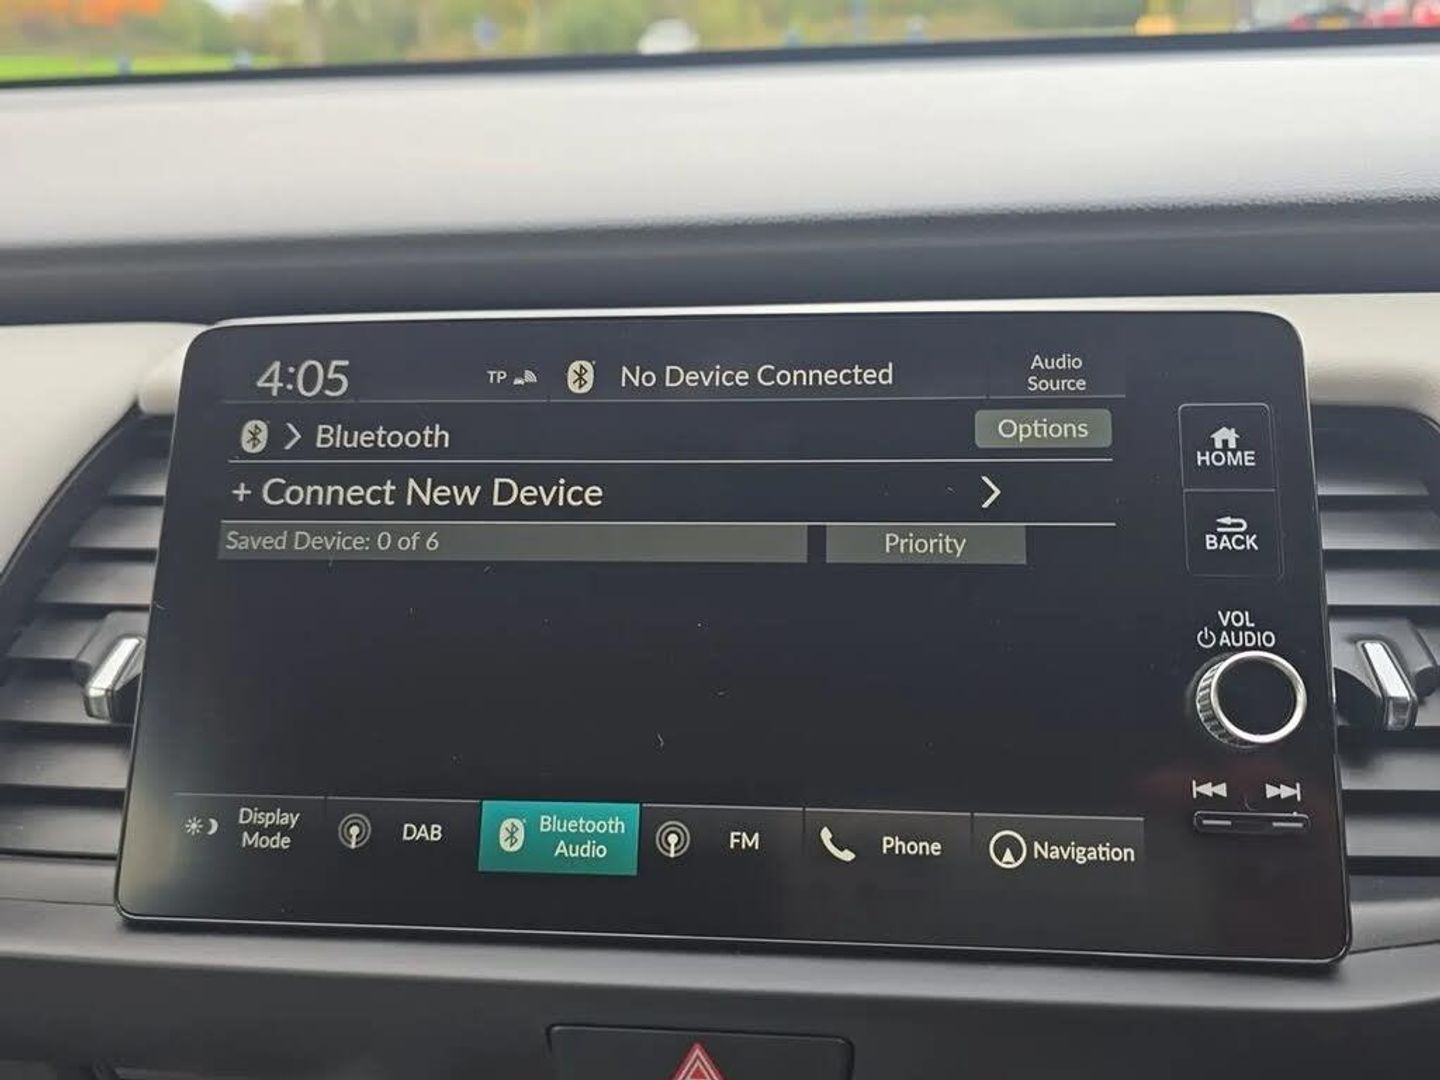 4:05 TP No Device Connected Audio
Source
Bluetooth Options
+ Connect New Device
Saved Device: 0 of 6 Priority
HOME
BACK
VOL
AUDIO
Display
Mode
DAB
Bluetooth
Audio
FM
Phone
Navigation